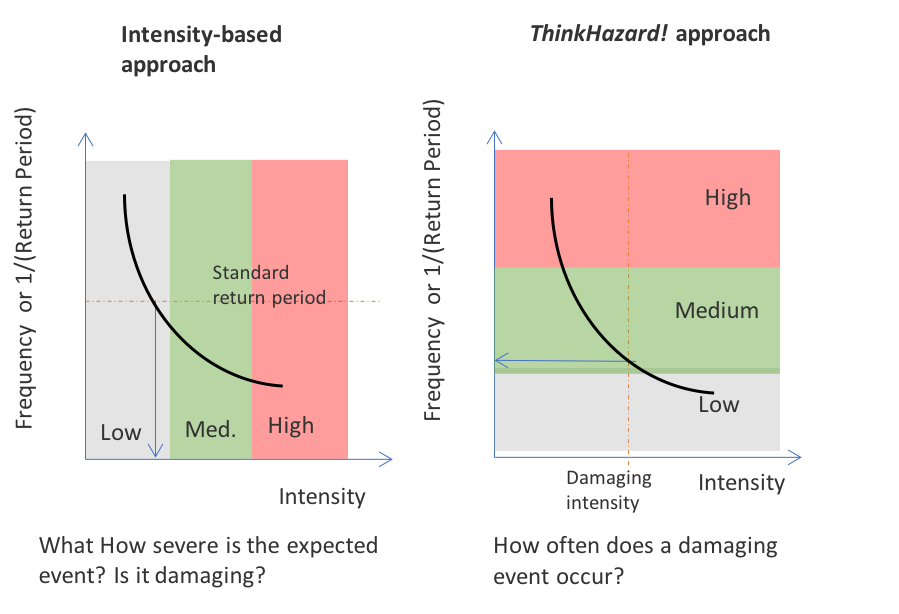 Intensity-based
approach
Frequency or 1/(Return Period)
Standard
return period
Low
Med.
High
Intensity
What How severe is the expected
event? Is it damaging?
ThinkHazard! approach
Frequency or 1/(Return Period)
High
Medium
Low
Damaging
intensity
Intensity
How often does a damaging
event occur?